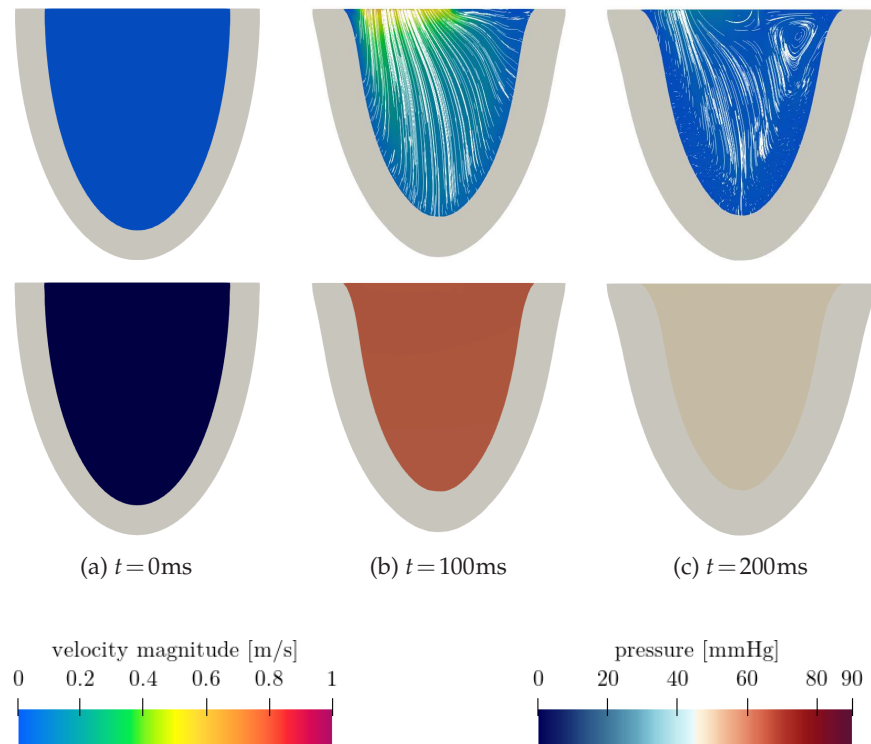 (a) t=0ms
(b) t=100ms
(c) t=200ms
velocity magnitude [m/s]
0 0.2 0.4 0.6 0.8 1
pressure [mmHg]
0 20 40 60 80 90